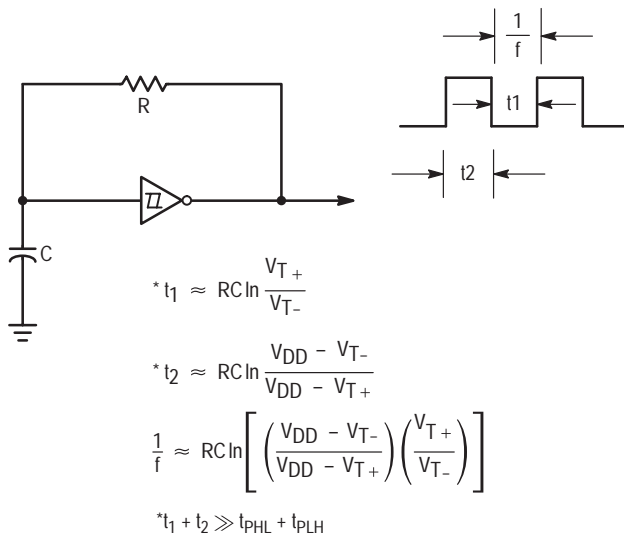 1
f
R
t1
t2
C
* t1 ≈ RC ln VT+ / VT–
* t2 ≈ RC ln VDD – VT– / VDD – VT+
1/f ≈ RC ln [ ( VDD – VT– / VDD – VT+ ) ( VT+ / VT– ) ]
*t1 + t2 ≫ tPHL + tPLH